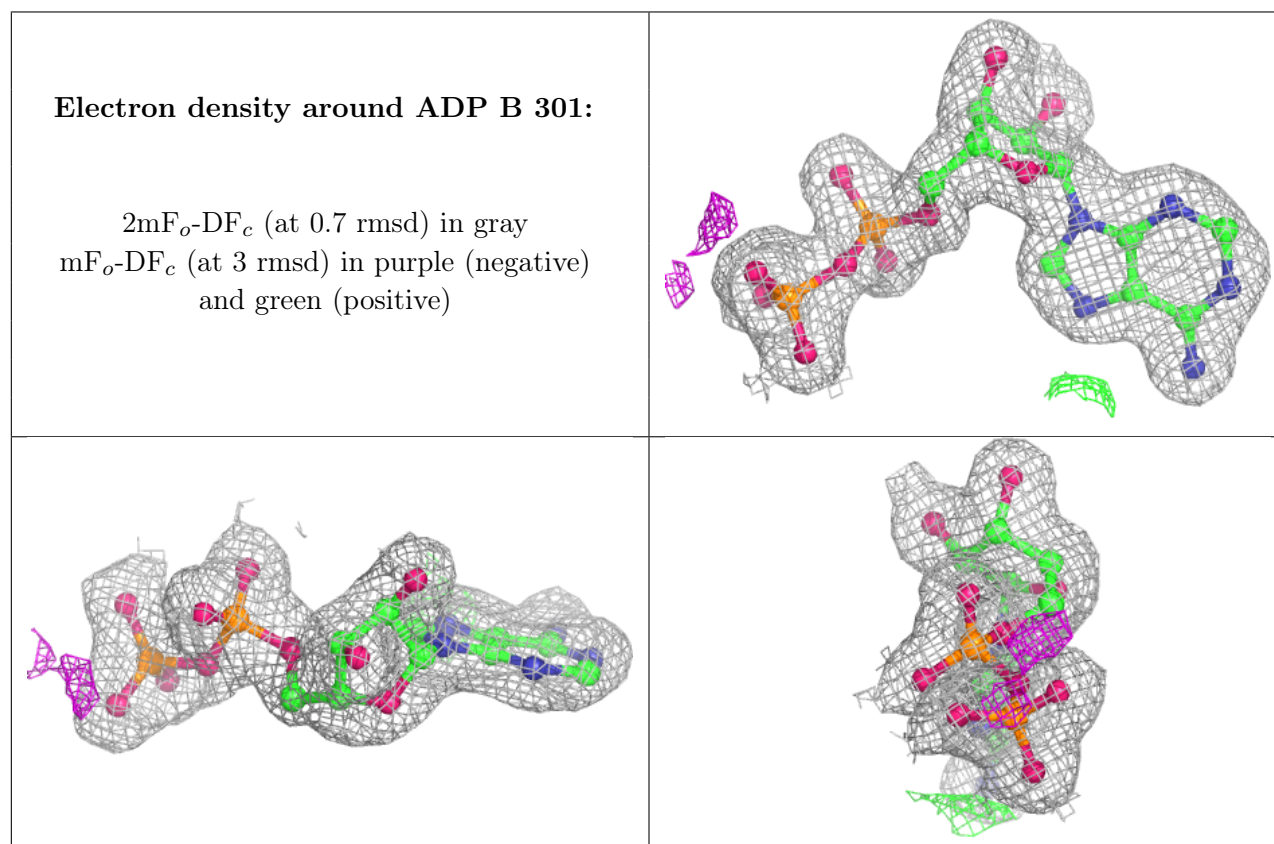 Electron density around ADP B 301:
2mFₒ-DF𝒸 (at 0.7 rmsd) in gray
mFₒ-DF𝒸 (at 3 rmsd) in purple (negative)
and green (positive)